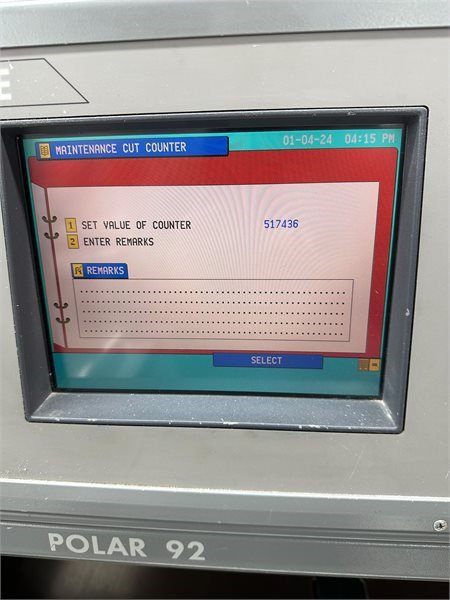 E
MAINTENANCE CUT COUNTER
01-04-24 04:15 PM
1 SET VALUE OF COUNTER 517436
2 ENTER REMARKS
REMARKS
SELECT
POLAR 92